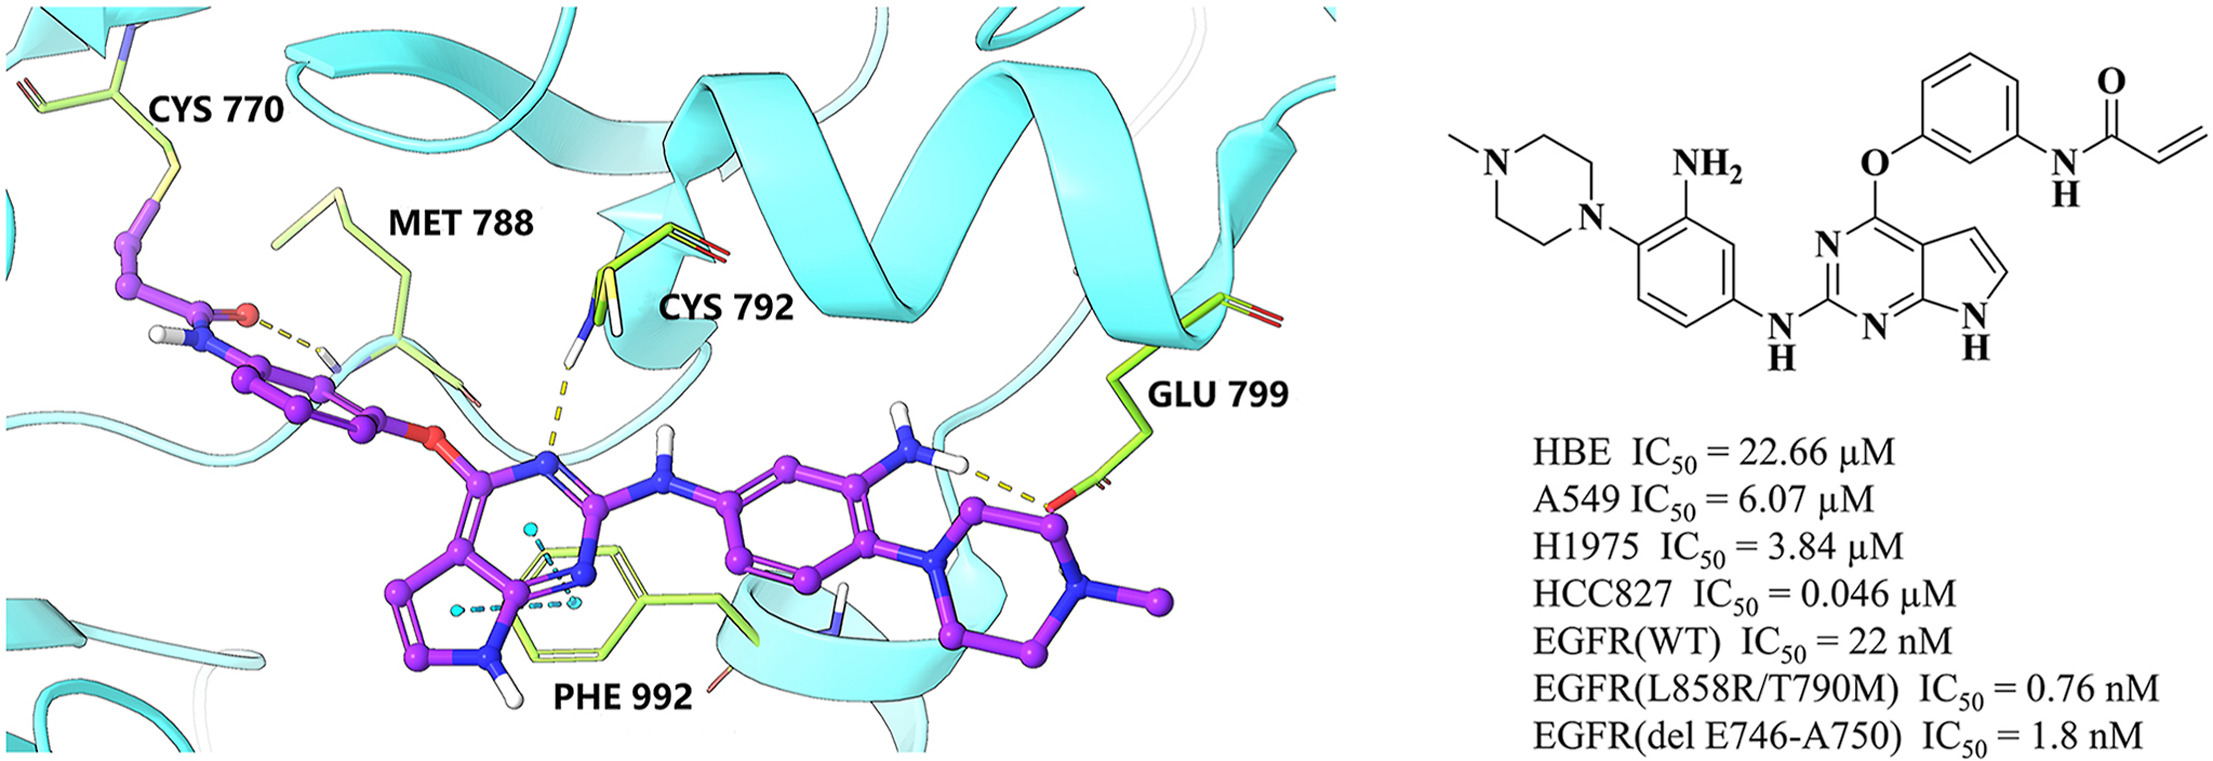 CYS 770
MET 788
CYS 792
GLU 799
PHE 992
O
NH₂
O
N
H
N
N
N
N
N
H
N
H
HBE IC₅₀ = 22.66 μM
A549 IC₅₀ = 6.07 μM
H1975 IC₅₀ = 3.84 μM
HCC827 IC₅₀ = 0.046 μM
EGFR(WT) IC₅₀ = 22 nM
EGFR(L858R/T790M) IC₅₀ = 0.76 nM
EGFR(del E746-A750) IC₅₀ = 1.8 nM